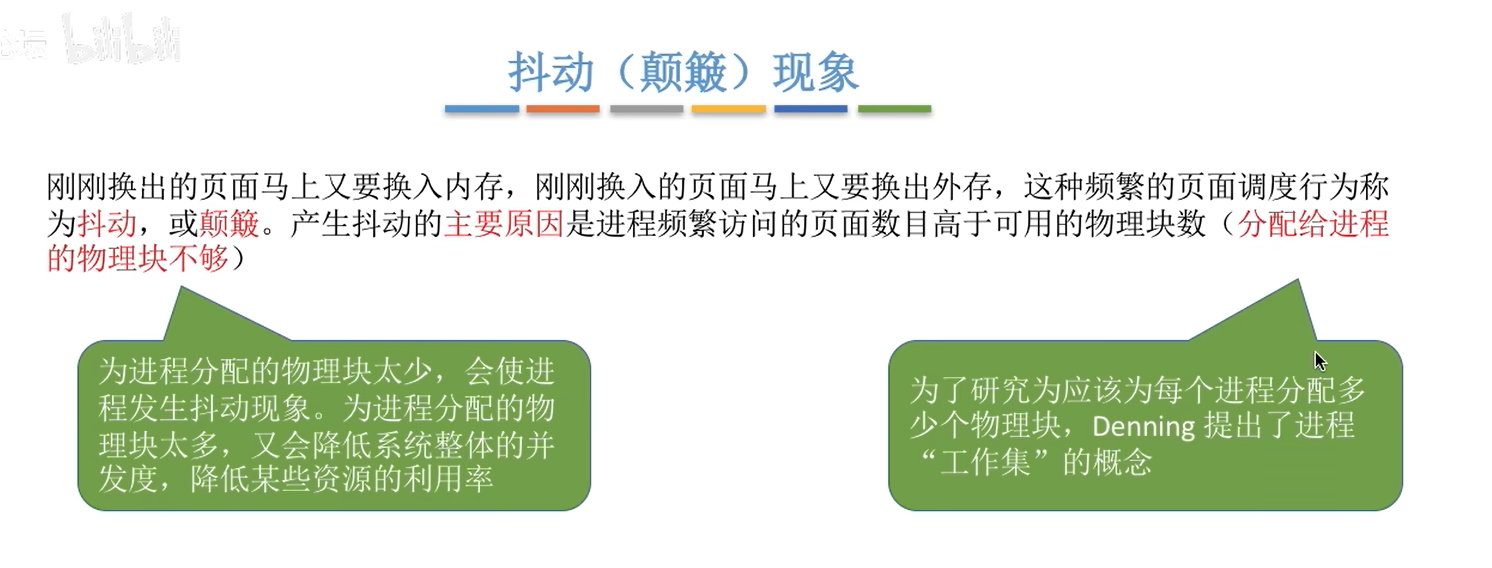 坛 bilibili
抖动（颠簸）现象
刚刚换出的页面马上又要换入内存，刚刚换入的页面马上又要换出外存，这种频繁的页面调度行为称
为抖动，或颠簸。产生抖动的主要原因是进程频繁访问的页面数目高于可用的物理块数（分配给进程
的物理块不够）
为进程分配的物理块太少，会使进
程发生抖动现象。为进程分配的物
理块太多，又会降低系统整体的并
发度，降低某些资源的利用率
为了研究为应该为每个进程分配多
少个物理块，Denning 提出了进程
“工作集”的概念